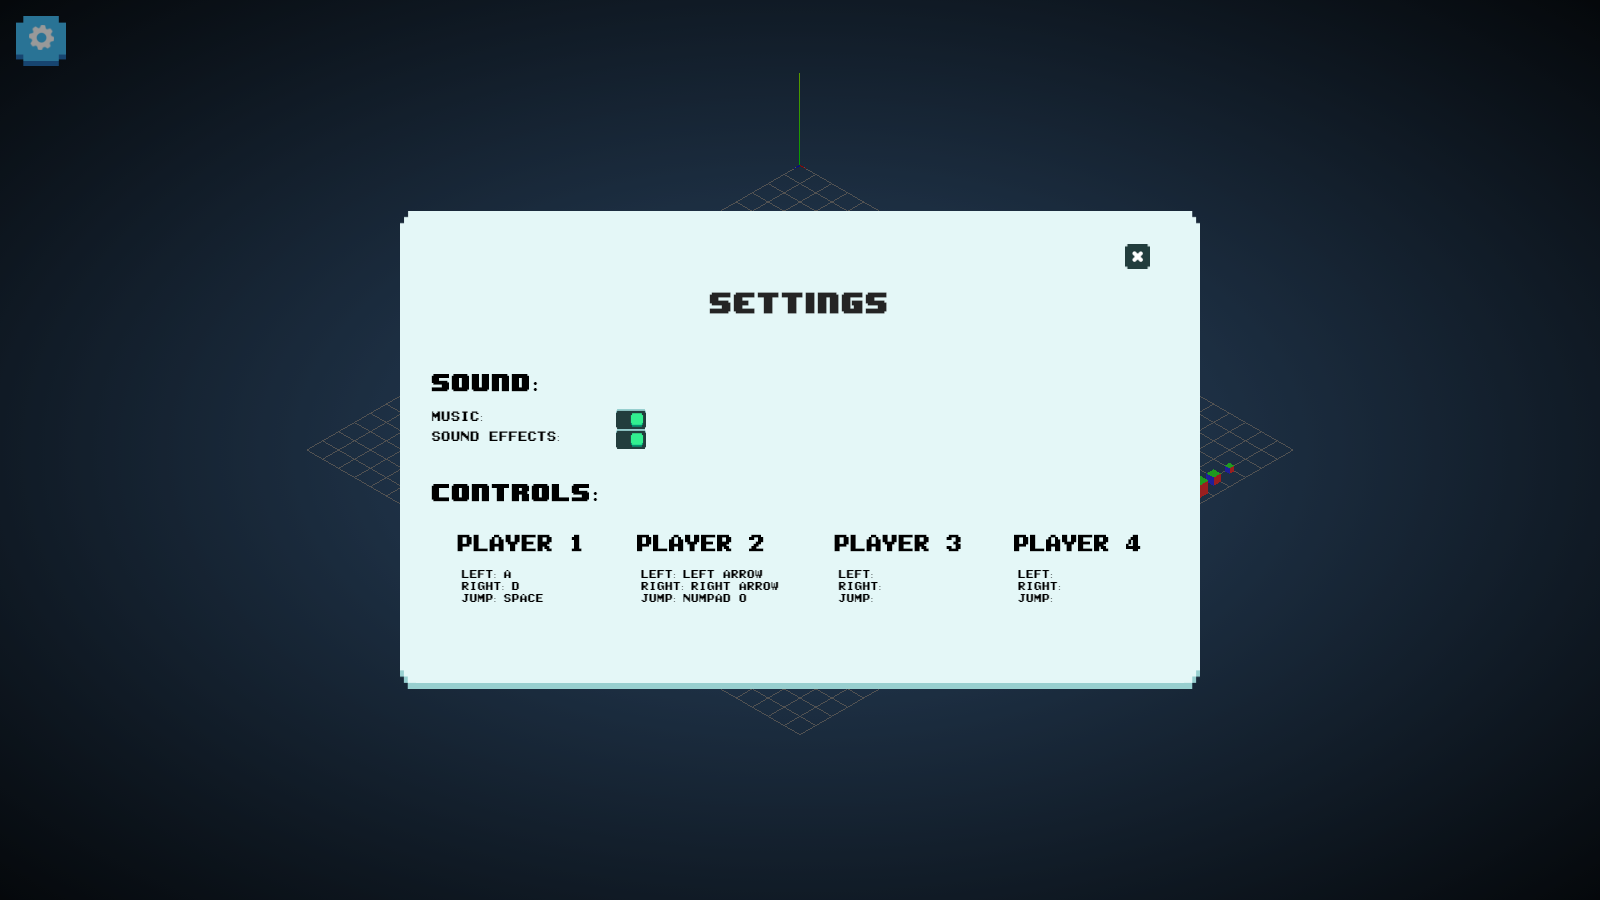 SETTINGS
SOUND:
MUSIC:
SOUND EFFECTS:
CONTROLS:
PLAYER 1 PLAYER 2 PLAYER 3 PLAYER 4
LEFT: A LEFT: LEFT ARROW LEFT: LEFT:
RIGHT: D RIGHT: RIGHT ARROW RIGHT: RIGHT:
JUMP: SPACE JUMP: NUMPAD 0 JUMP: JUMP: